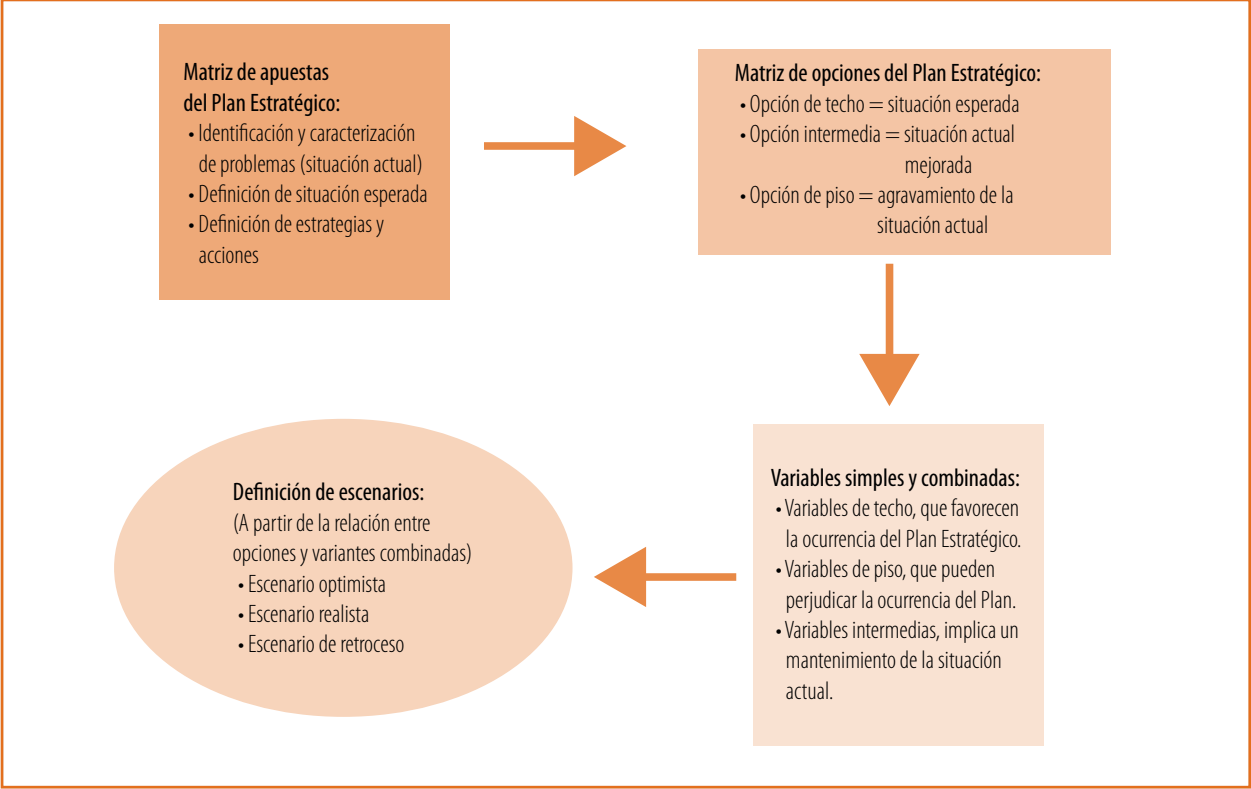 Matriz de apuestas
del Plan Estratégico:
• Identificación y caracterización
de problemas (situación actual)
• Definición de situación esperada
• Definición de estrategias y
acciones
Matriz de opciones del Plan Estratégico:
• Opción de techo = situación esperada
• Opción intermedia = situación actual
mejorada
• Opción de piso = agravamiento de la
situación actual
Variables simples y combinadas:
• Variables de techo, que favorecen
la ocurrencia del Plan Estratégico.
• Variables de piso, que pueden
perjudicar la ocurrencia del Plan.
• Variables intermedias, implica un
mantenimiento de la situación
actual.
Definición de escenarios:
(A partir de la relación entre
opciones y variantes combinadas)
• Escenario optimista
• Escenario realista
• Escenario de retroceso